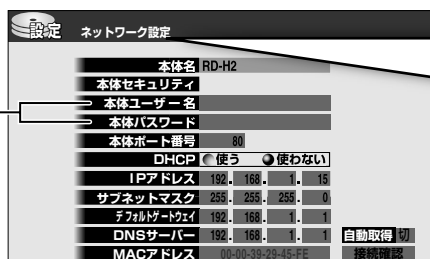 設定 ネットワーク設定
本体名 RD-H2
本体セキュリティ
本体ユーザー名
本体パスワード
本体ポート番号 80
DHCP 使う 使わない
IPアドレス 192. 168. 1. 15
サブネットマスク 255. 255. 255. 0
デフォルトゲートウェイ 192. 168. 1. 1
DNSサーバー 192. 168. 1. 1 自動取得 切
MACアドレス 00-00-39-29-45-FE 接続確認